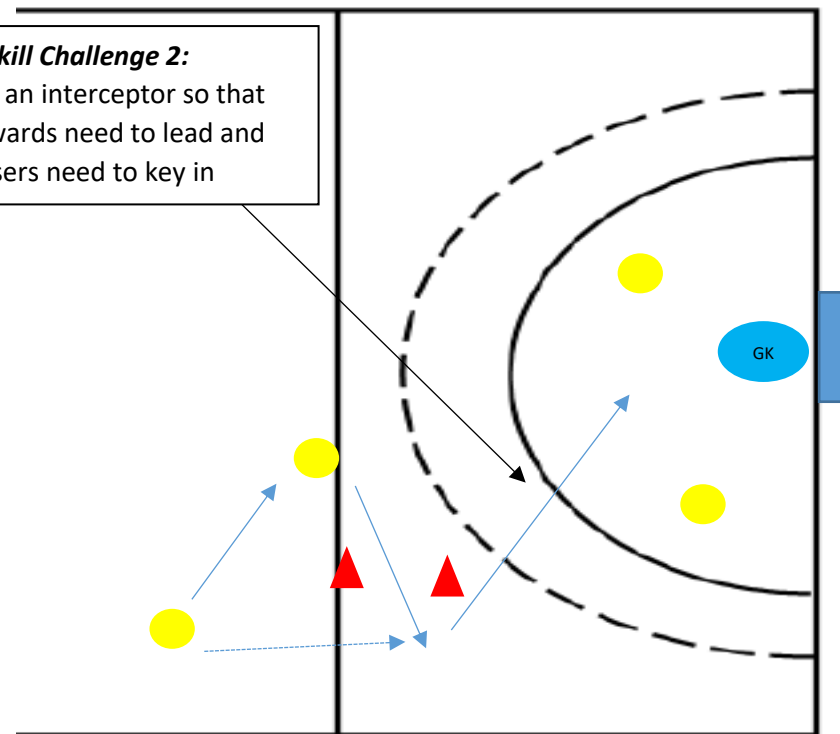 kill Challenge 2:
an interceptor so that
wards need to lead and
sers need to key in
GK